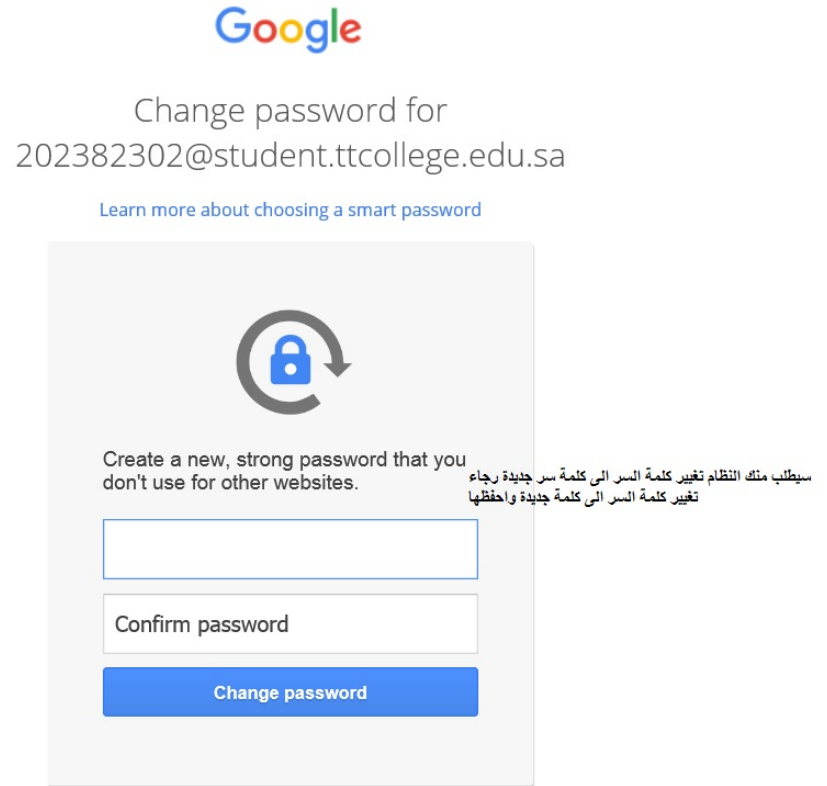 Google
Change password for
202382302@student.ttcollege.edu.sa
Learn more about choosing a smart password
Create a new, strong password that you
don't use for other websites.
سيطلب منك النظام تغيير كلمة السر الى كلمة سر جديدة رجاء
تغيير كلمة السر الى كلمة جديدة واحفظها
Confirm password
Change password